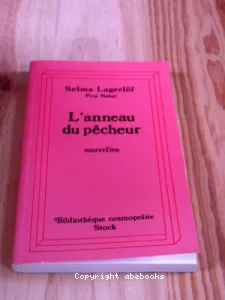 Selma Lagerlöf
Prix Nobel
L'anneau
du pêcheur
nouvelles
Bibliothèque cosmopolite
Stock
Copyright abebooks